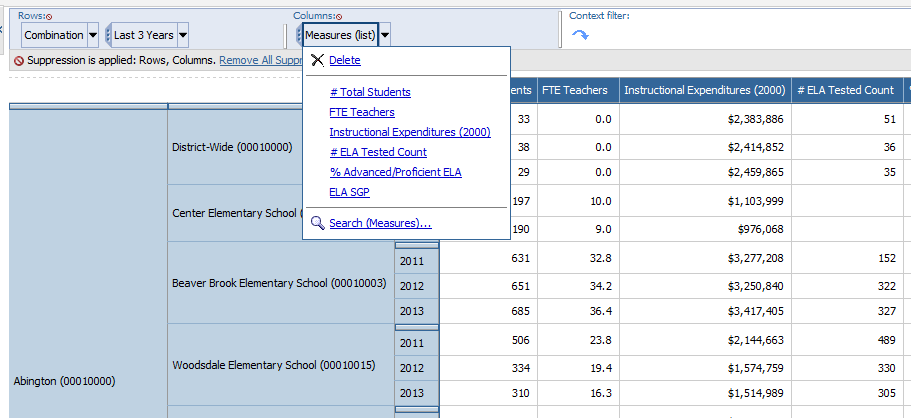 Rows:
Columns:
Context filter:
Combination
Last 3 Years
Measures (list)
Suppression is applied: Rows, Columns. Remove All Suppr
Delete
# Total Students
FTE Teachers
Instructional Expenditures (2000)
# ELA Tested Count
% Advanced/Proficient ELA
ELA SGP
Search (Measures)...
ents FTE Teachers Instructional Expenditures (2000) # ELA Tested Count
Abington (00010000)
District-Wide (00010000)
33 0.0 $2,383,886 51
38 0.0 $2,414,852 36
29 0.0 $2,459,865 35
Center Elementary School (
197 10.0 $1,103,999
190 9.0 $976,068
Beaver Brook Elementary School (00010003)
2011 631 32.8 $3,277,208 152
2012 651 34.2 $3,250,840 322
2013 685 36.4 $3,417,405 327
Woodsdale Elementary School (00010015)
2011 506 23.8 $2,144,663 489
2012 334 19.4 $1,574,759 330
2013 310 16.3 $1,514,989 305